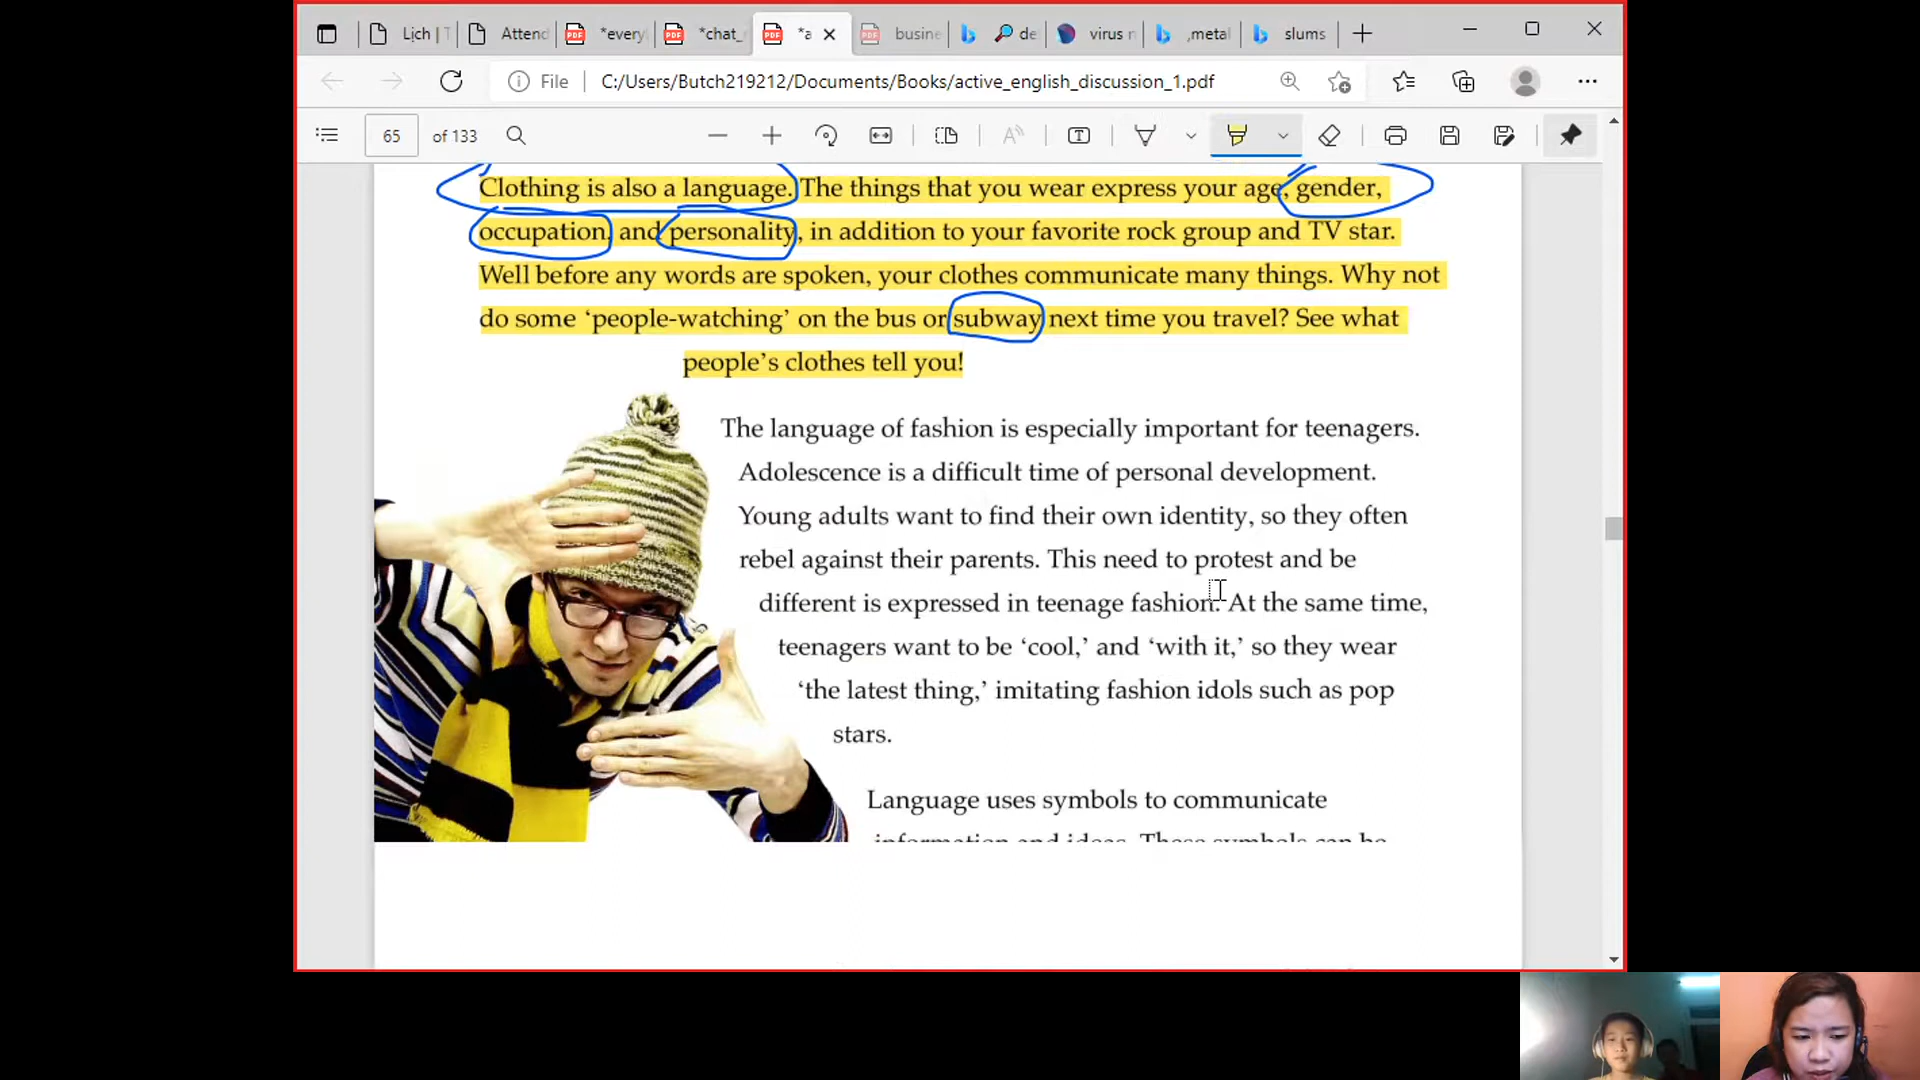 Lịch | T
Attend
*every
*chat_
*a
busine
de
virus n
,metal
slums
File
C:/Users/Butch219212/Documents/Books/active_english_discussion_1.pdf
65 of 133
Clothing is also a language. The things that you wear express your age, gender,
occupation, and personality, in addition to your favorite rock group and TV star.
Well before any words are spoken, your clothes communicate many things. Why not
do some ‘people-watching’ on the bus or subway next time you travel? See what
people’s clothes tell you!
The language of fashion is especially important for teenagers.
Adolescence is a difficult time of personal development.
Young adults want to find their own identity, so they often
rebel against their parents. This need to protest and be
different is expressed in teenage fashion. At the same time,
teenagers want to be ‘cool,’ and ‘with it,’ so they wear
‘the latest thing,’ imitating fashion idols such as pop
stars.
Language uses symbols to communicate
information and ideas. These symbols can be